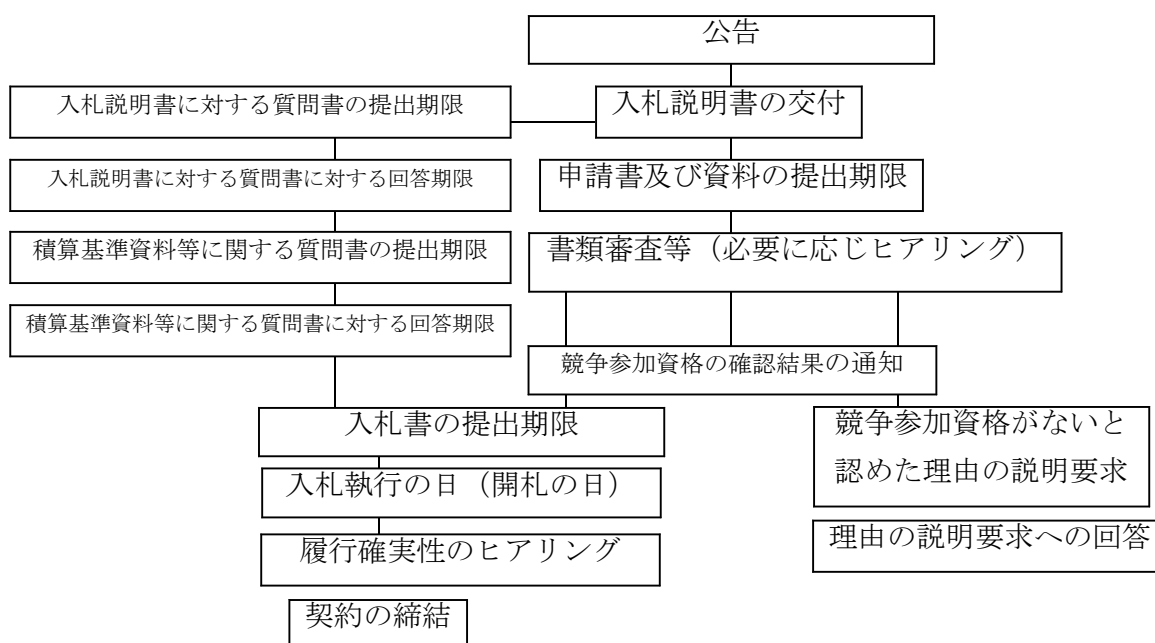 公告
入札説明書に対する質問書の提出期限
入札説明書の交付
入札説明書に対する質問書に対する回答期限
申請書及び資料の提出期限
積算基準資料等に関する質問書の提出期限
書類審査等（必要に応じヒアリング）
積算基準資料等に関する質問書に対する回答期限
競争参加資格の確認結果の通知
入札書の提出期限
競争参加資格がないと
認めた理由の説明要求
入札執行の日（開札の日）
理由の説明要求への回答
履行確実性のヒアリング
契約の締結